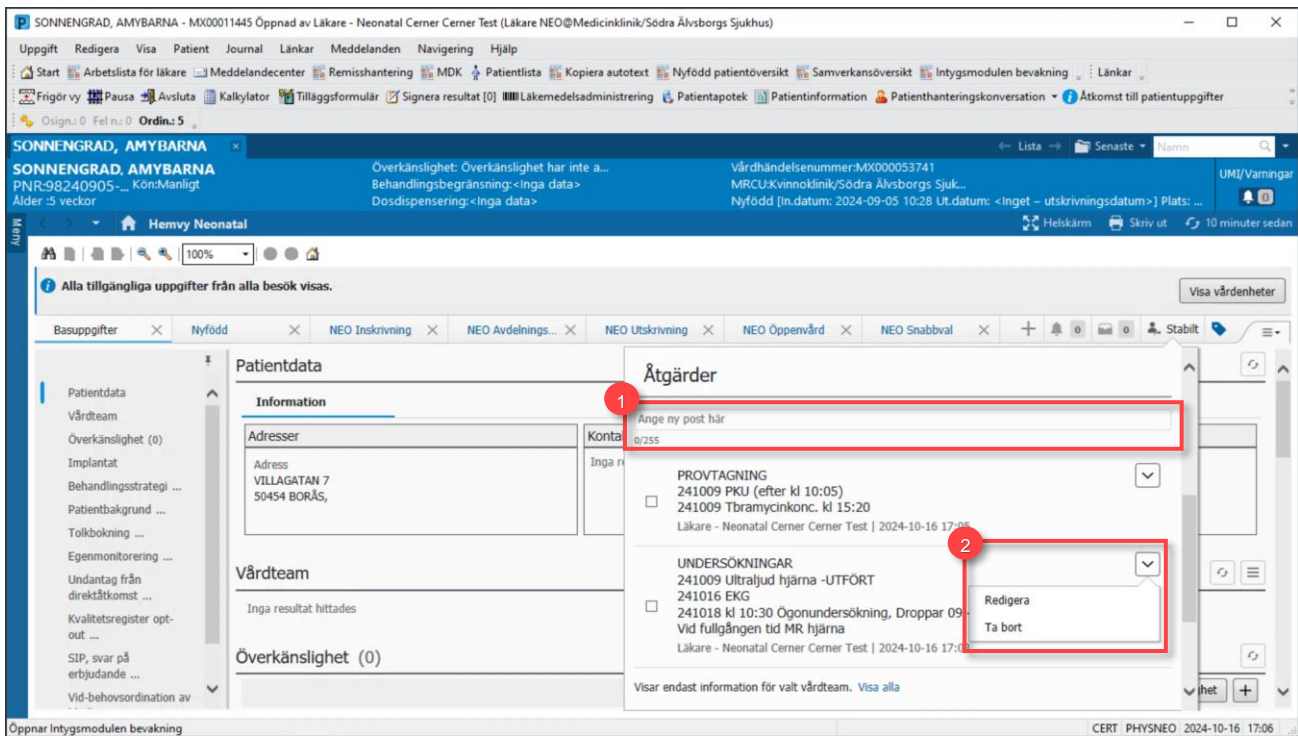 SONNENGRAD, AMYBARNA - MX00011445 Öppnad av Läkare - Neonatal Cerner Cerner Test (Läkare NEO@Medicinklinik/Södra Älvsborgs Sjukhus)
Uppgift Redigera Visa Patient Journal Länkar Meddelanden Navigering Hjälp
Start Arbetslista för läkare Meddelandecenter Remisshantering MDK Patientlista Kopiera autotext Nyfödd patientöversikt Samverkansöversikt Intygsmodulen bevakning Länkar
Frigör vy Pausa Avsluta Kalkylator Tilläggsformulär Signera resultat [0] Läkemedelsadministrering Patientapotek Patientinformation Patienthanteringskonversation Åtkomst till patientuppgifter
Osign.: 0 Fel n.: 0 Ordin.: 5
SONNENGRAD, AMYBARNA Lista Senaste Namn
SONNENGRAD, AMYBARNA Överkänslighet: Överkänslighet har inte a... Vårdhändelsenummer:MX000053741 UMI/Varningar
PNR:98240905-... Kön:Manligt Behandlingsbegränsning:<Inga data> MRCU:Kvinnoklinik/Södra Älvsborgs Sjuk...
Ålder :5 veckor Dosdispensering:<Inga data> Nyfödd [In.datum: 2024-09-05 10:28 Ut.datum: <Inget – utskrivningsdatum>] Plats: ... 0
Meny Hemvy Neonatal Helskärm Skriv ut 10 minuter sedan
100%
Alla tillgängliga uppgifter från alla besök visas. Visa vårdenheter
Basuppgifter Nyfödd NEO Inskrivning NEO Avdelnings... NEO Utskrivning NEO Öppenvård NEO Snabbval 0 0 Stabilt
Patientdata
Vårdteam
Överkänslighet (0)
Implantat
Behandlingsstrategi ...
Patientbakgrund ...
Tolkbokning ...
Egenmonitorering ...
Undantag från
direktåtkomst ...
Kvalitetsregister opt-
out ...
SIP, svar på
erbjudande ...
Vid-behovsordination av
Patientdata
Information
Adresser
Adress
VILLAGATAN 7
50454 BORÅS,
Vårdteam
Inga resultat hittades
Överkänslighet (0)
Åtgärder
1
Ange ny post här
0/255
PROVTAGNING
241009 PKU (efter kl 10:05)
241009 Tbramycinkonc. kl 15:20
Läkare - Neonatal Cerner Cerner Test | 2024-10-16 17:05
2
UNDERSÖKNINGAR
241009 Ultraljud hjärna -UTFÖRT
241016 EKG
241018 kl 10:30 Ögonundersökning, Droppar 09
Vid fullgången tid MR hjärna
Läkare - Neonatal Cerner Cerner Test | 2024-10-16
Redigera
Ta bort
Visar endast information för valt vårdteam. Visa alla
Öppnar Intygsmodulen bevakning CERT PHYSNEO 2024-10-16 17:06